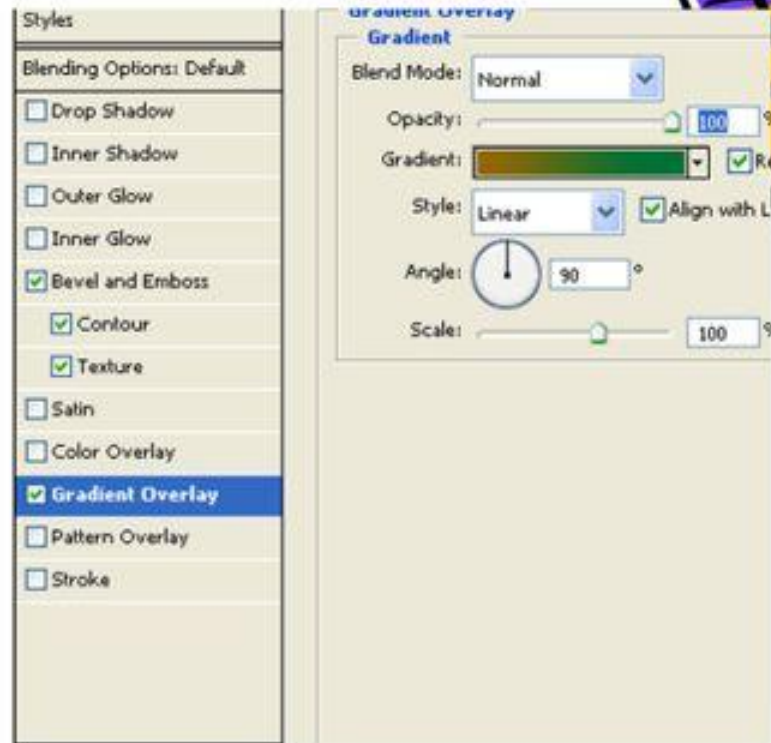 Styles
Blending Options: Default
Drop Shadow
Inner Shadow
Outer Glow
Inner Glow
Bevel and Emboss
Contour
Texture
Satin
Color Overlay
Gradient Overlay
Pattern Overlay
Stroke
Gradient Overlay
Gradient
Blend Mode: Normal
Opacity: 100 %
Gradient:
Style: Linear Align with L
Angle: 90 °
Scale: 100 %